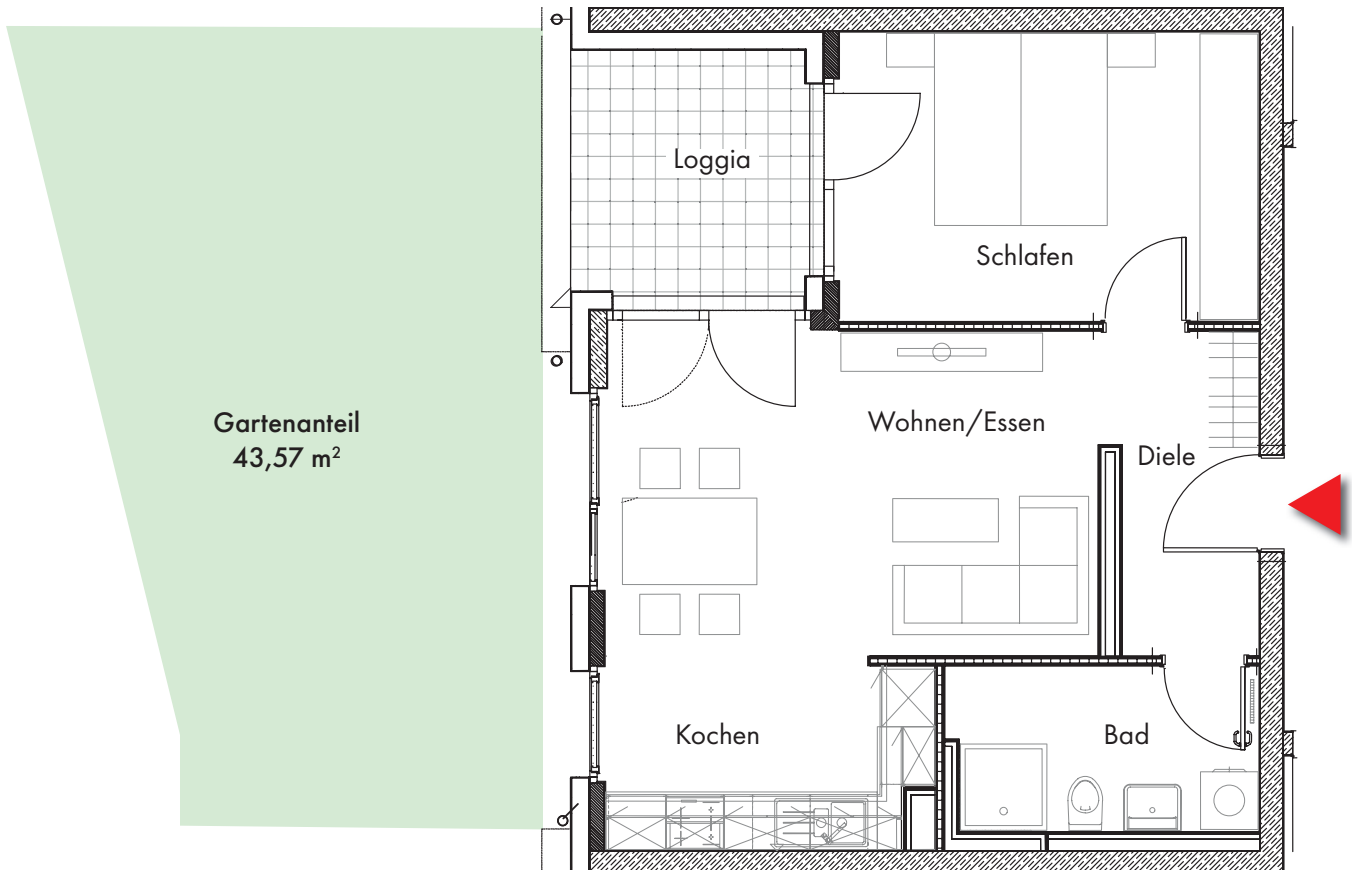 Loggia
Schlafen
Gartenanteil
43,57 m²
Wohnen/Essen
Diele
Kochen
Bad